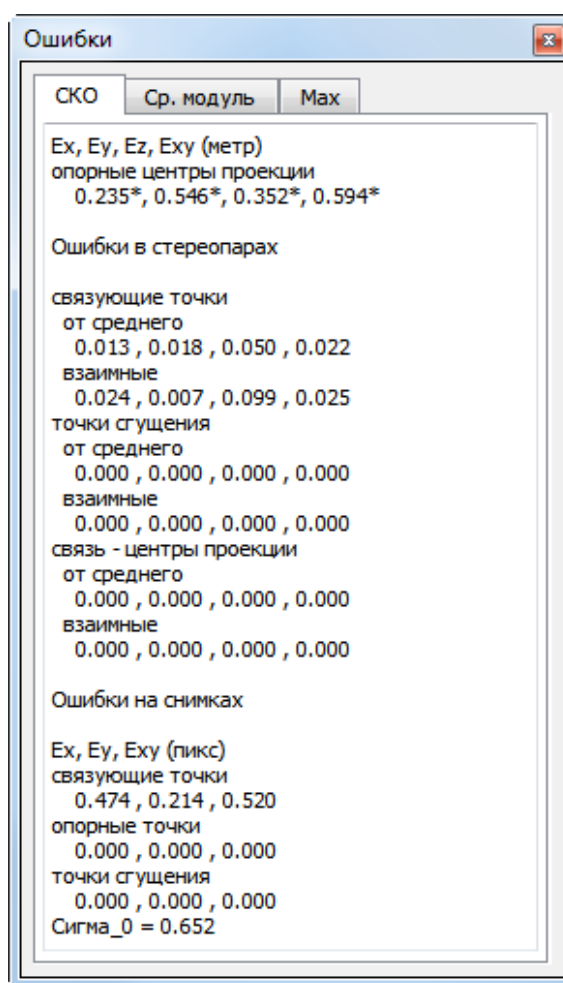 Ошибки
СКО Ср. модуль Max
Ex, Ey, Ez, Exy (метр)
опорные центры проекции
0.235*, 0.546*, 0.352*, 0.594*
Ошибки в стереопарах
связующие точки
от среднего
0.013 , 0.018 , 0.050 , 0.022
взаимные
0.024 , 0.007 , 0.099 , 0.025
точки сгущения
от среднего
0.000 , 0.000 , 0.000 , 0.000
взаимные
0.000 , 0.000 , 0.000 , 0.000
связь - центры проекции
от среднего
0.000 , 0.000 , 0.000 , 0.000
взаимные
0.000 , 0.000 , 0.000 , 0.000
Ошибки на снимках
Ex, Ey, Exy (пикс)
связующие точки
0.474 , 0.214 , 0.520
опорные точки
0.000 , 0.000 , 0.000
точки сгущения
0.000 , 0.000 , 0.000
Сигма_0 = 0.652